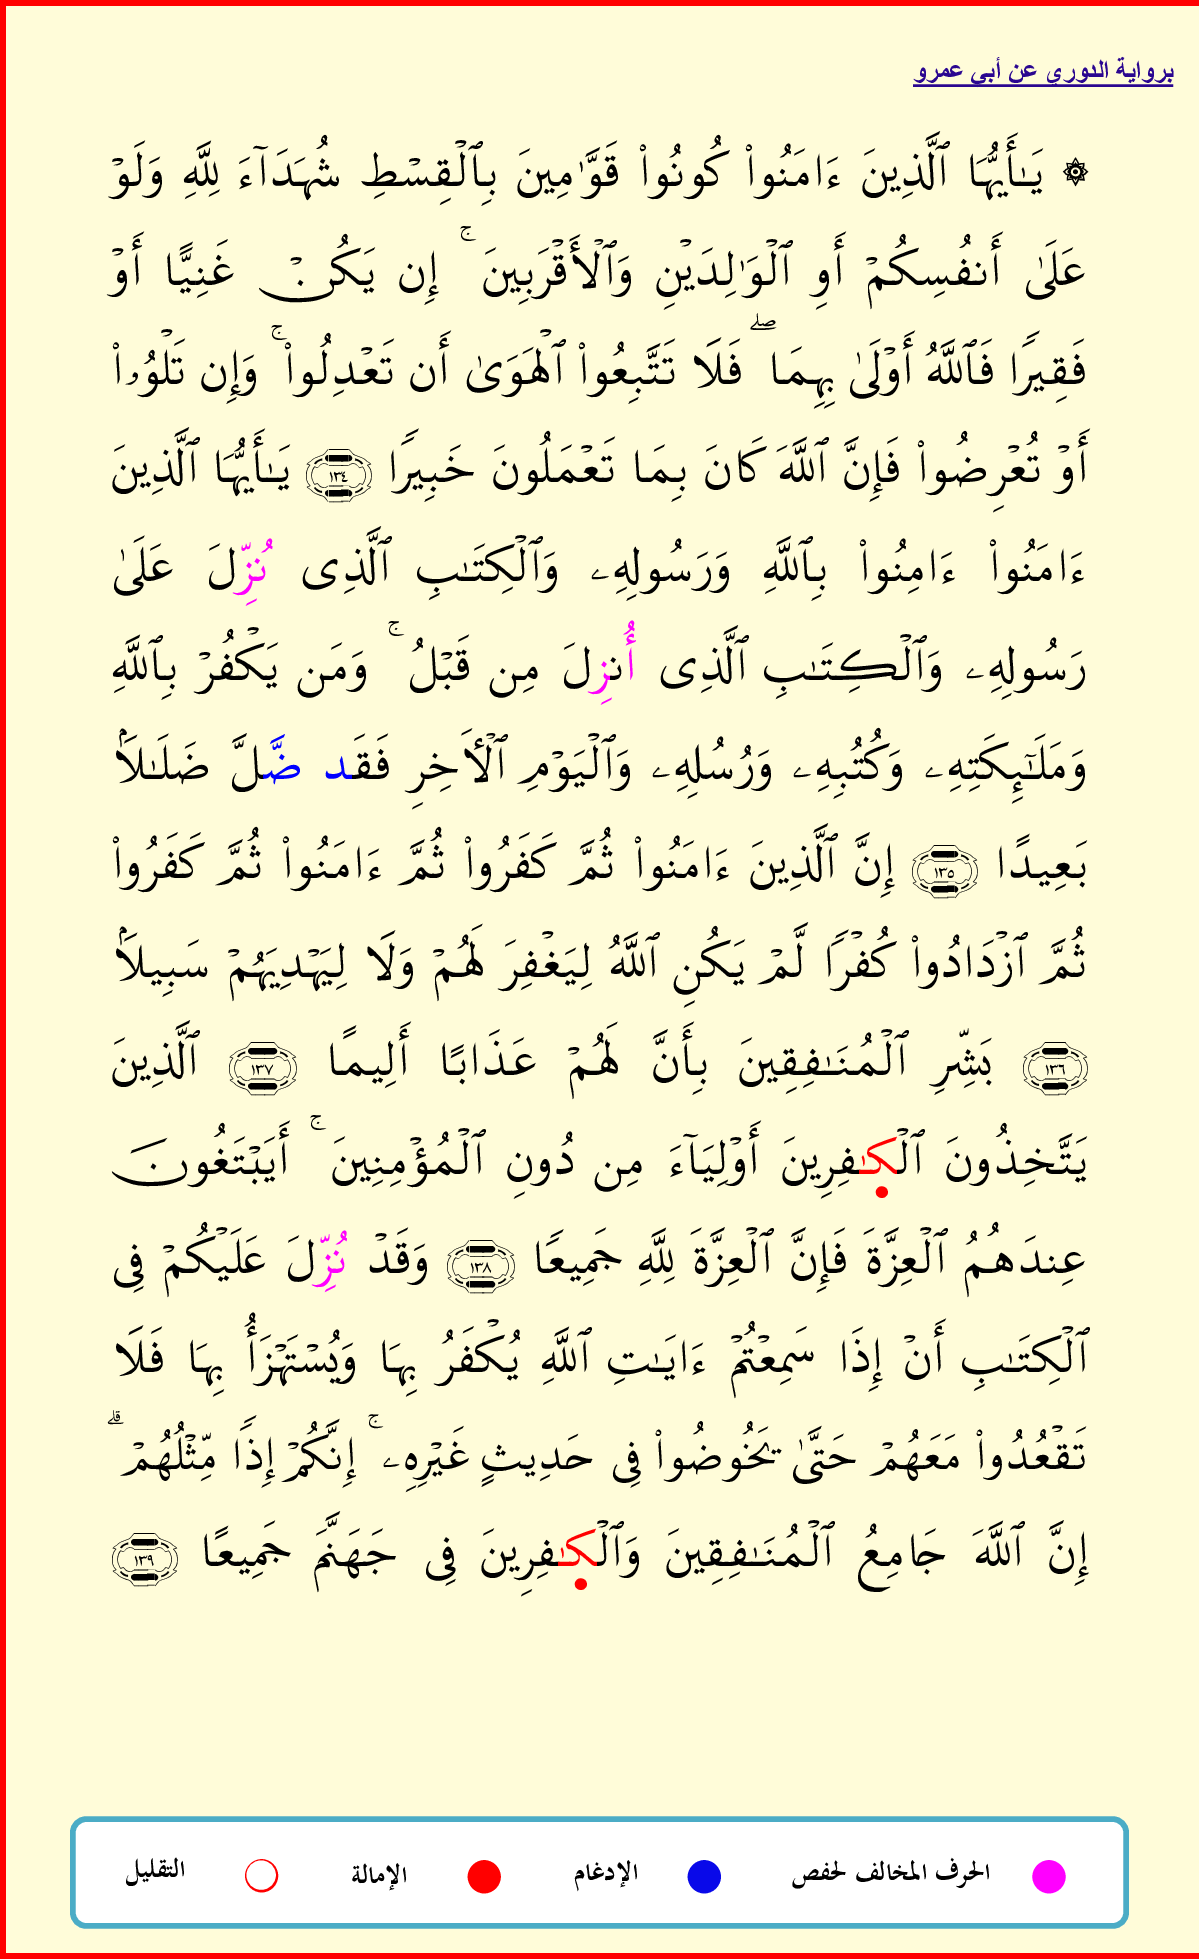 برواية الدوري عن أبي عمرو
۞ يَـٰٓأَيُّهَا ٱلَّذِينَ ءَامَنُواْ كُونُواْ قَوَّٰمِينَ بِٱلۡقِسۡطِ شُهَدَآءَ لِلَّهِ وَلَوۡ
عَلَىٰٓ أَنفُسِكُمۡ أَوِ ٱلۡوَٰلِدَيۡنِ وَٱلۡأَقۡرَبِينَۚ إِن يَكُنۡ غَنِيًّا أَوۡ
فَقِيرٗا فَٱللَّهُ أَوۡلَىٰ بِهِمَاۖ فَلَا تَتَّبِعُواْ ٱلۡهَوَىٰٓ أَن تَعۡدِلُواْۚ وَإِن تَلۡوُۥٓاْ
أَوۡ تُعۡرِضُواْ فَإِنَّ ٱللَّهَ كَانَ بِمَا تَعۡمَلُونَ خَبِيرٗا ١٣٤ يَـٰٓأَيُّهَا ٱلَّذِينَ
ءَامَنُوٓاْ ءَامِنُواْ بِٱللَّهِ وَرَسُولِهِۦ وَٱلۡكِتَـٰبِ ٱلَّذِي نُزِّلَ عَلَىٰ
رَسُولِهِۦ وَٱلۡكِتَـٰبِ ٱلَّذِيٓ أُنزِلَ مِن قَبۡلُۚ وَمَن يَكۡفُرۡ بِٱللَّهِ
وَمَلَـٰٓئِكَتِهِۦ وَكُتُبِهِۦ وَرُسُلِهِۦ وَٱلۡيَوۡمِ ٱلۡأٓخِرِ فَقَد ضَّلَّ ضَلَـٰلَۢا
بَعِيدًا ١٣٥ إِنَّ ٱلَّذِينَ ءَامَنُواْ ثُمَّ كَفَرُواْ ثُمَّ ءَامَنُواْ ثُمَّ كَفَرُواْ
ثُمَّ ٱزۡدَادُواْ كُفۡرٗا لَّمۡ يَكُنِ ٱللَّهُ لِيَغۡفِرَ لَهُمۡ وَلَا لِيَهۡدِيَهُمۡ سَبِيلَۢا
١٣٦ بَشِّرِ ٱلۡمُنَـٰفِقِينَ بِأَنَّ لَهُمۡ عَذَابًا أَلِيمًا ١٣٧ ٱلَّذِينَ
يَتَّخِذُونَ ٱلۡكَـٰفِرِينَ أَوۡلِيَآءَ مِن دُونِ ٱلۡمُؤۡمِنِينَۚ أَيَبۡتَغُونَ
عِندَهُمُ ٱلۡعِزَّةَ فَإِنَّ ٱلۡعِزَّةَ لِلَّهِ جَمِيعٗا ١٣٨ وَقَدۡ نُزِّلَ عَلَيۡكُمۡ فِي
ٱلۡكِتَـٰبِ أَنۡ إِذَا سَمِعۡتُمۡ ءَايَـٰتِ ٱللَّهِ يُكۡفَرُ بِهَا وَيُسۡتَهۡزَأُ بِهَا فَلَا
تَقۡعُدُواْ مَعَهُمۡ حَتَّىٰ يَخُوضُواْ فِي حَدِيثٍ غَيۡرِهِۦٓۚ إِنَّكُمۡ إِذٗا مِّثۡلُهُمۡۗ
إِنَّ ٱللَّهَ جَامِعُ ٱلۡمُنَـٰفِقِينَ وَٱلۡكَـٰفِرِينَ فِي جَهَنَّمَ جَمِيعًا ١٣٩
الحرف المخالف لحفص الإدغام الإمالة التقليل